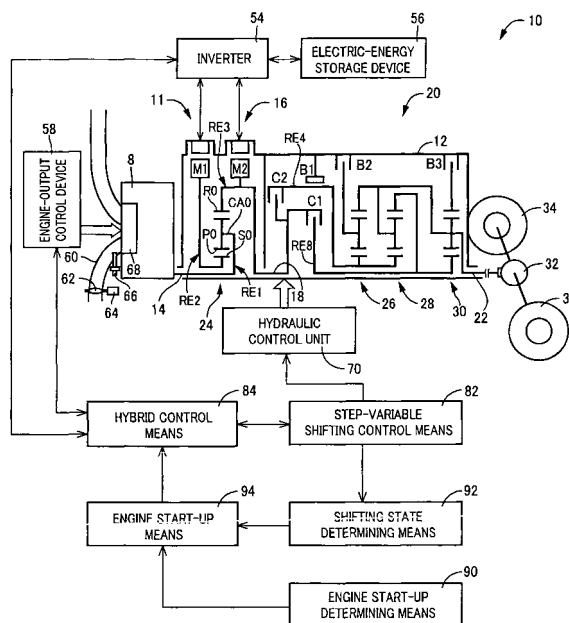 54
56
10
INVERTER
ELECTRIC-ENERGY
STORAGE DEVICE
11
16
20
58
RE3
RE4
12
8
ENGINE-OUTPUT
CONTROL DEVICE
M1
M2
B1
B2
B3
C2
34
R0
CA0
C1
P0
S0
RE8
60
68
32
62
66
RE2
RE1
18
22
3
64
14
24
26
28
30
HYDRAULIC
CONTROL UNIT
70
84
82
HYBRID CONTROL
MEANS
STEP-VARIABLE
SHIFTING CONTROL MEANS
94
92
ENGINE START-UP
MEANS
SHIFTING STATE
DETERMINING MEANS
90
ENGINE START-UP
DETERMINING MEANS